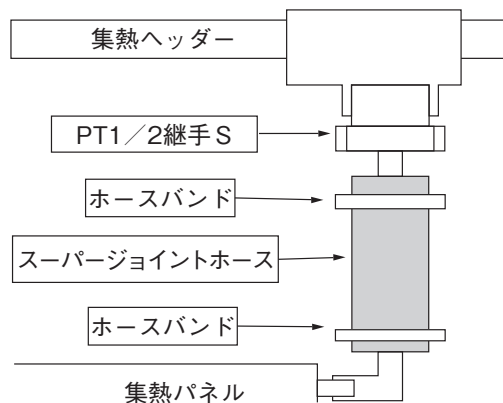 集熱ヘッダー
PT1／2継手S
ホースバンド
スーパージョイントホース
ホースバンド
集熱パネル